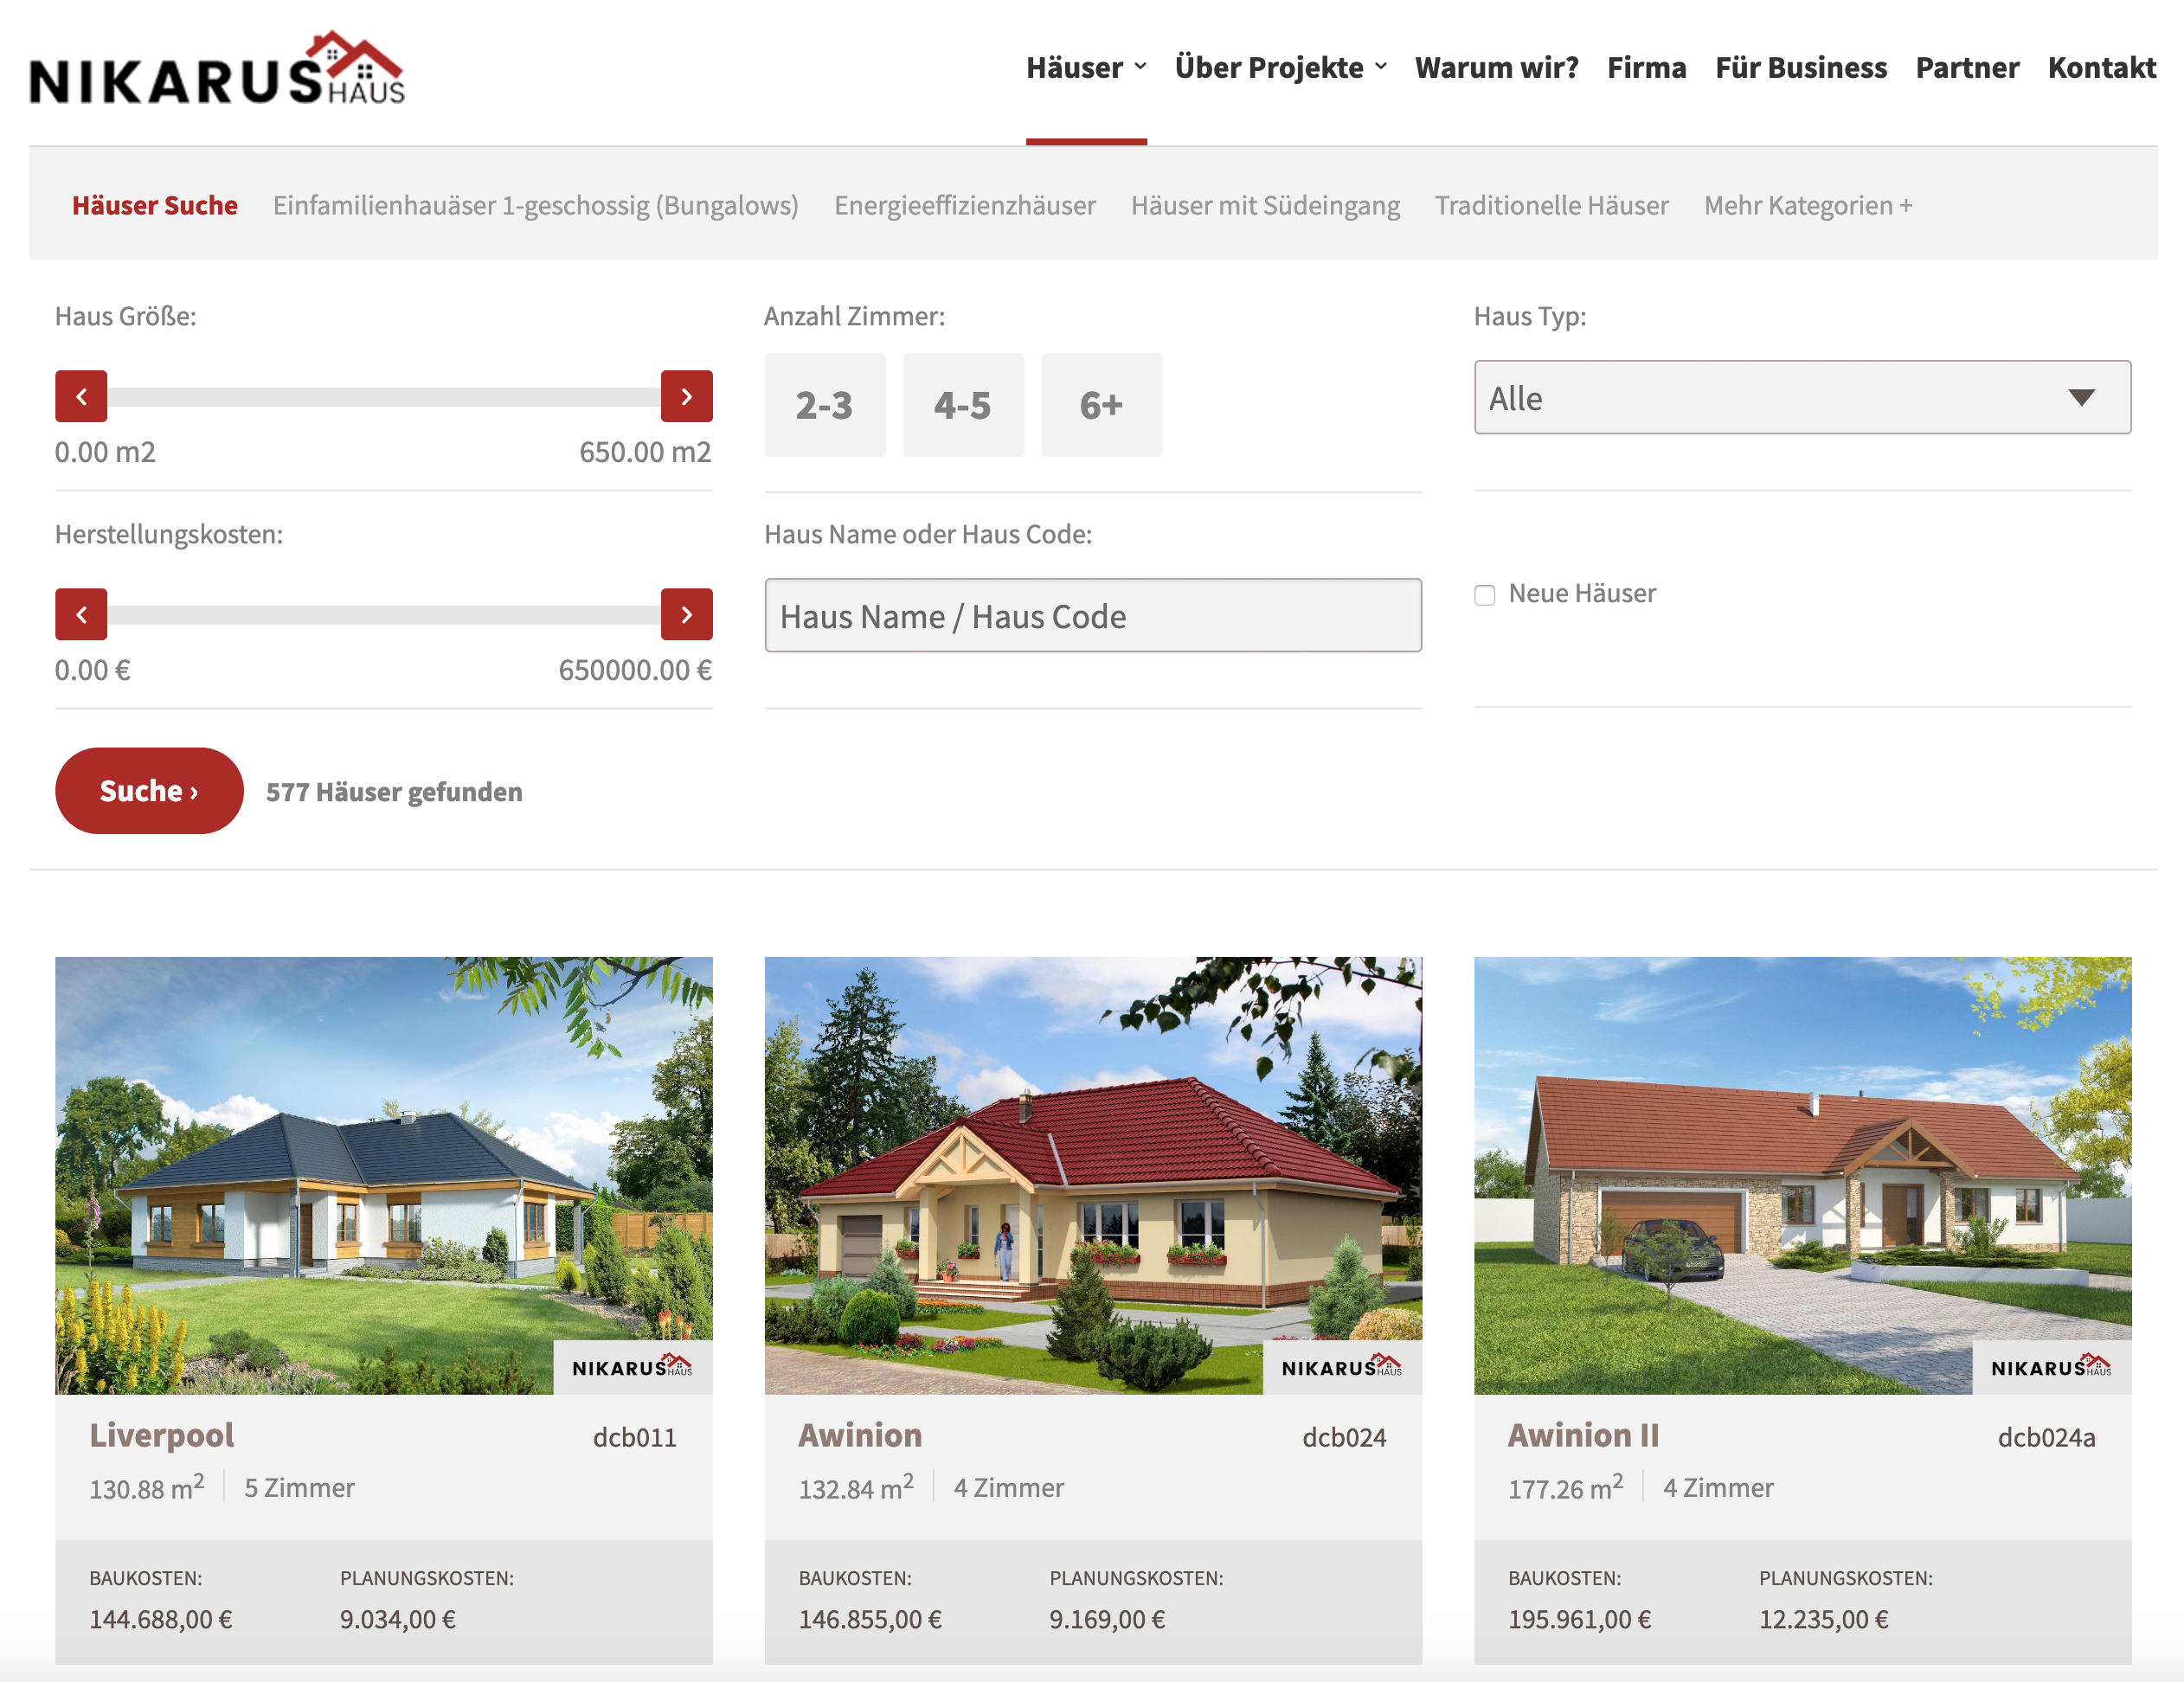 NIKARUS HAUS
Häuser Über Projekte Warum wir? Firma Für Business Partner Kontakt
Häuser Suche Einfamilienhauäser 1-geschossig (Bungalows) Energieeffizienzhäuser Häuser mit Südeingang Traditionelle Häuser Mehr Kategorien +
Haus Größe: Anzahl Zimmer: Haus Typ:
2-3 4-5 6+ Alle
0.00 m2 650.00 m2
Herstellungskosten: Haus Name oder Haus Code:
Haus Name / Haus Code Neue Häuser
0.00 € 650000.00 €
Suche › 577 Häuser gefunden
NIKARUS HAUS NIKARUS HAUS NIKARUS HAUS
Liverpool dcb011 Awinion dcb024 Awinion II dcb024a
130.88 m² 5 Zimmer 132.84 m² 4 Zimmer 177.26 m² 4 Zimmer
BAUKOSTEN: PLANUNGSKOSTEN: BAUKOSTEN: PLANUNGSKOSTEN: BAUKOSTEN: PLANUNGSKOSTEN:
144.688,00 € 9.034,00 € 146.855,00 € 9.169,00 € 195.961,00 € 12.235,00 €